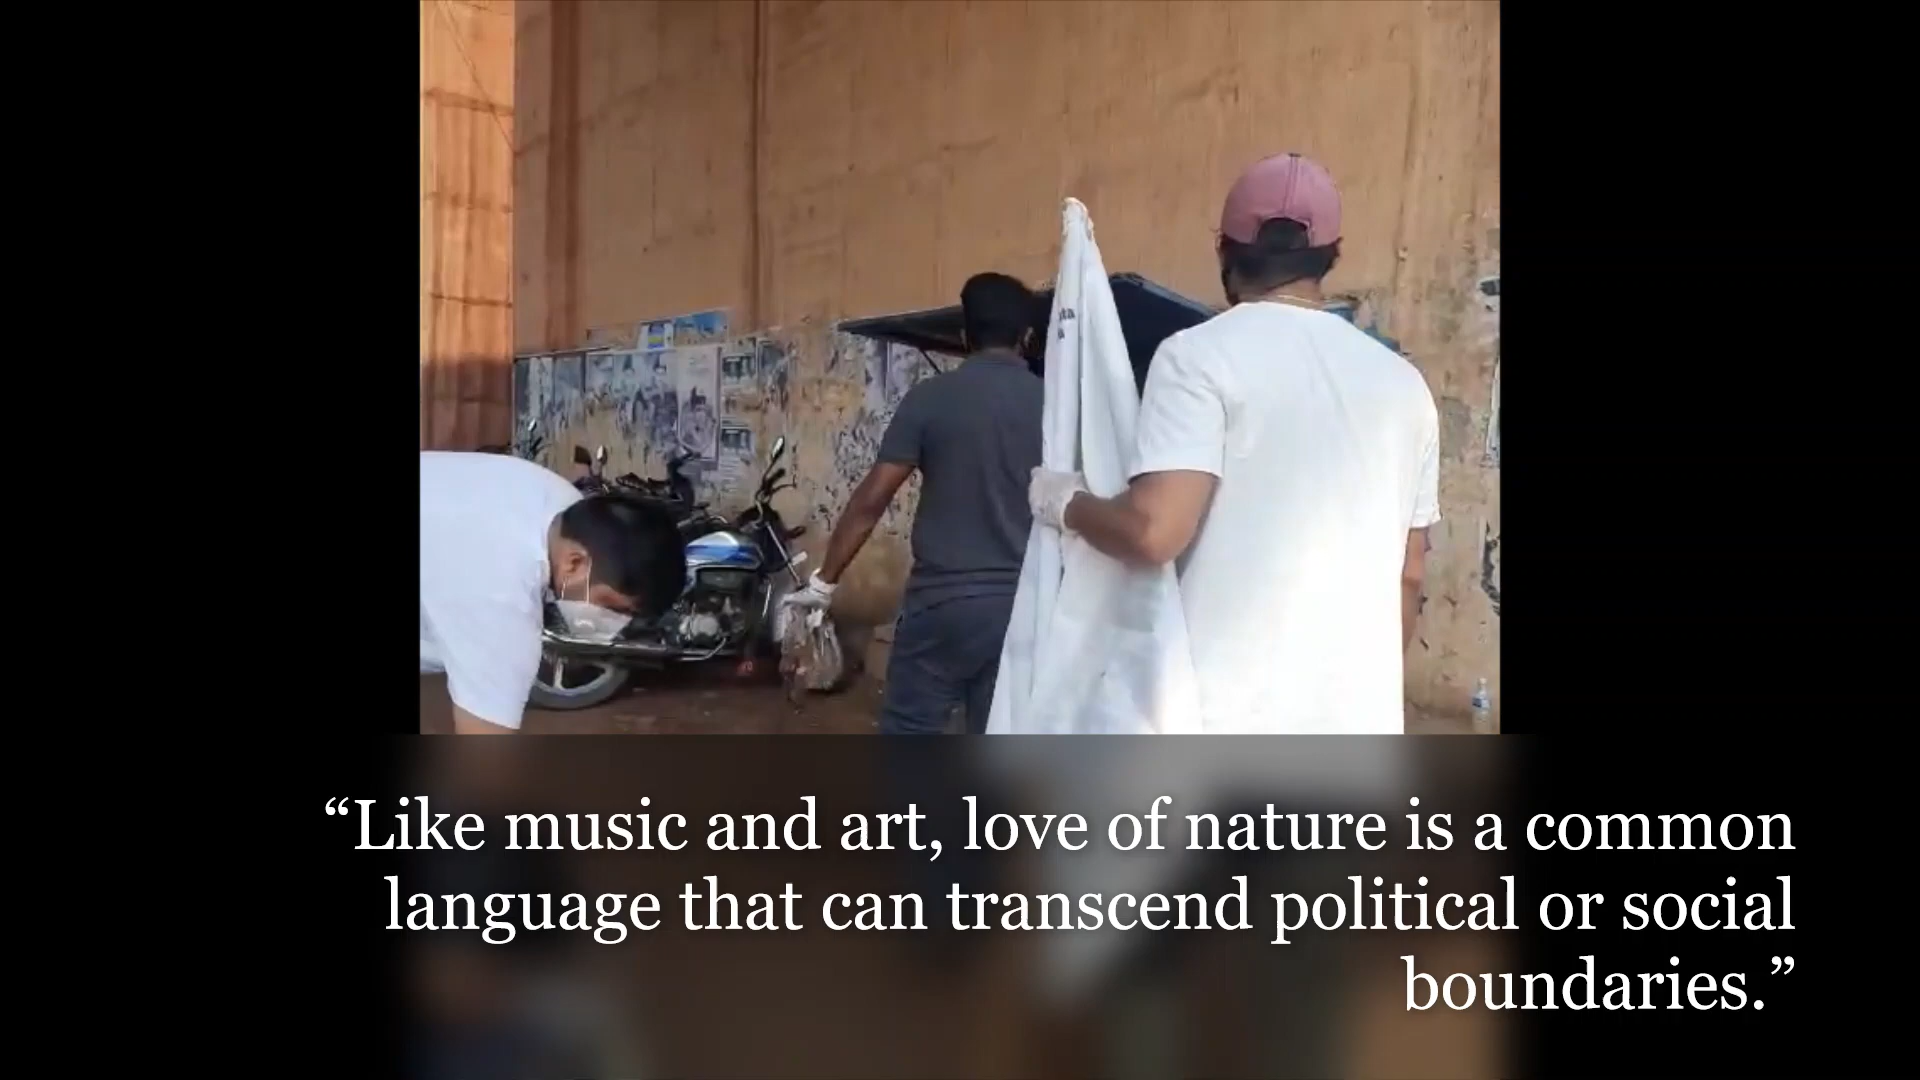 “Like music and art, love of nature is a common
language that can transcend political or social
boundaries.”